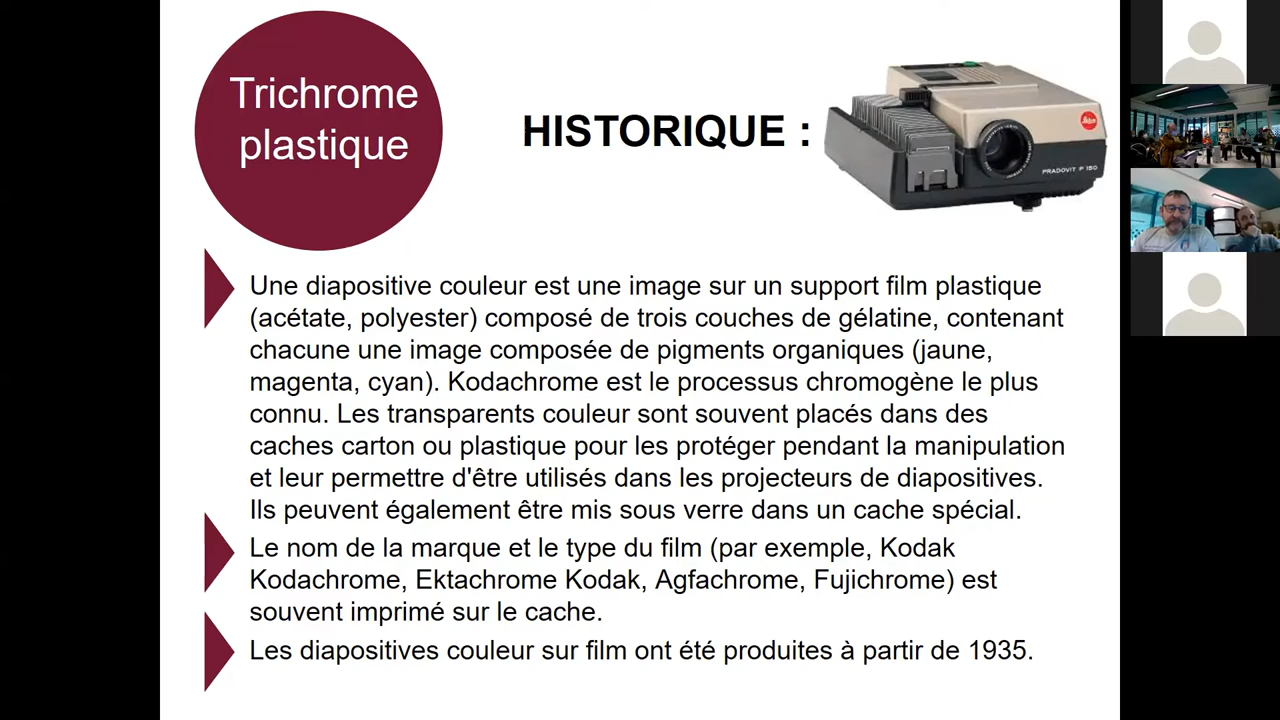 Trichrome
plastique
HISTORIQUE :
Leica
PRADOVIT P 150
Une diapositive couleur est une image sur un support film plastique
(acétate, polyester) composé de trois couches de gélatine, contenant
chacune une image composée de pigments organiques (jaune,
magenta, cyan). Kodachrome est le processus chromogène le plus
connu. Les transparents couleur sont souvent placés dans des
caches carton ou plastique pour les protéger pendant la manipulation
et leur permettre d'être utilisés dans les projecteurs de diapositives.
Ils peuvent également être mis sous verre dans un cache spécial.
Le nom de la marque et le type du film (par exemple, Kodak
Kodachrome, Ektachrome Kodak, Agfachrome, Fujichrome) est
souvent imprimé sur le cache.
Les diapositives couleur sur film ont été produites à partir de 1935.